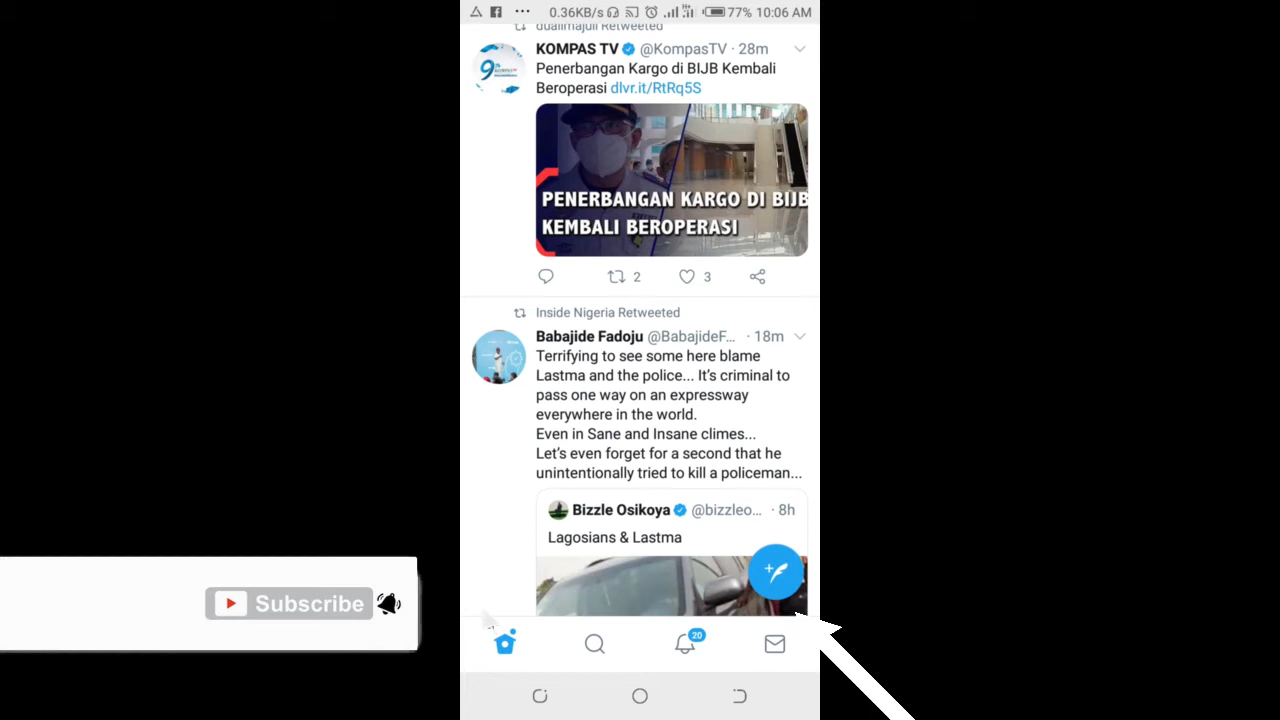 0.36KB/s H+ 77% 10:06 AM
duallmajuli Retweeted
KOMPAS TV @KompasTV · 28m
Penerbangan Kargo di BIJB Kembali
Beroperasi dlvr.it/RtRq5S
PENERBANGAN KARGO DI BIJB
KEMBALI BEROPERASI
2 3
Inside Nigeria Retweeted
Babajide Fadoju @BabajideF... · 18m
Terrifying to see some here blame
Lastma and the police... It’s criminal to
pass one way on an expressway
everywhere in the world.
Even in Sane and Insane climes...
Let’s even forget for a second that he
unintentionally tried to kill a policeman...
Bizzle Osikoya @bizzleo... · 8h
Lagosians & Lastma
Subscribe
20